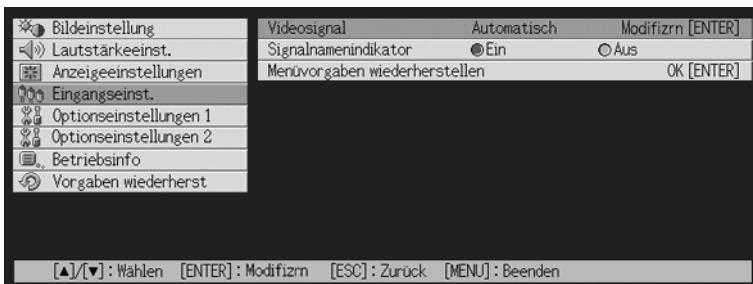 Bildeinstellung
Lautstärkeeinst.
Anzeigeeinstellungen
Eingangseinst.
Optionseinstellungen 1
Optionseinstellungen 2
Betriebsinfo
Vorgaben wiederherst
Videosignal Automatisch Modifizrn [ENTER]
Signalnamenindikator Ein Aus
Menüvorgaben wiederherstellen OK [ENTER]
[▲]/[▼]: Wählen [ENTER]: Modifizrn [ESC]: Zurück [MENU]: Beenden